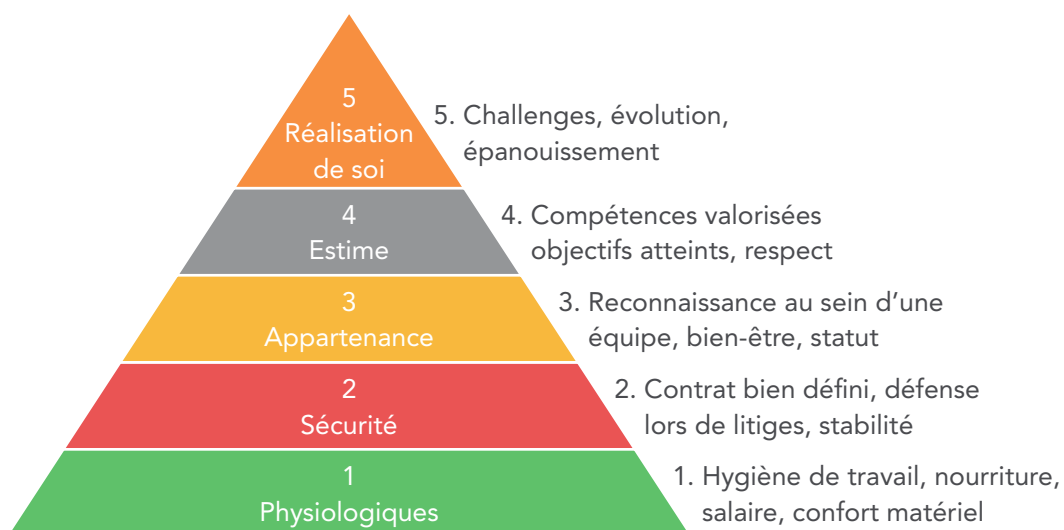 5
Réalisation
de soi
5. Challenges, évolution,
épanouissement
4
Estime
4. Compétences valorisées
objectifs atteints, respect
3
Appartenance
3. Reconnaissance au sein d’une
équipe, bien-être, statut
2
Sécurité
2. Contrat bien défini, défense
lors de litiges, stabilité
1
Physiologiques
1. Hygiène de travail, nourriture,
salaire, confort matériel